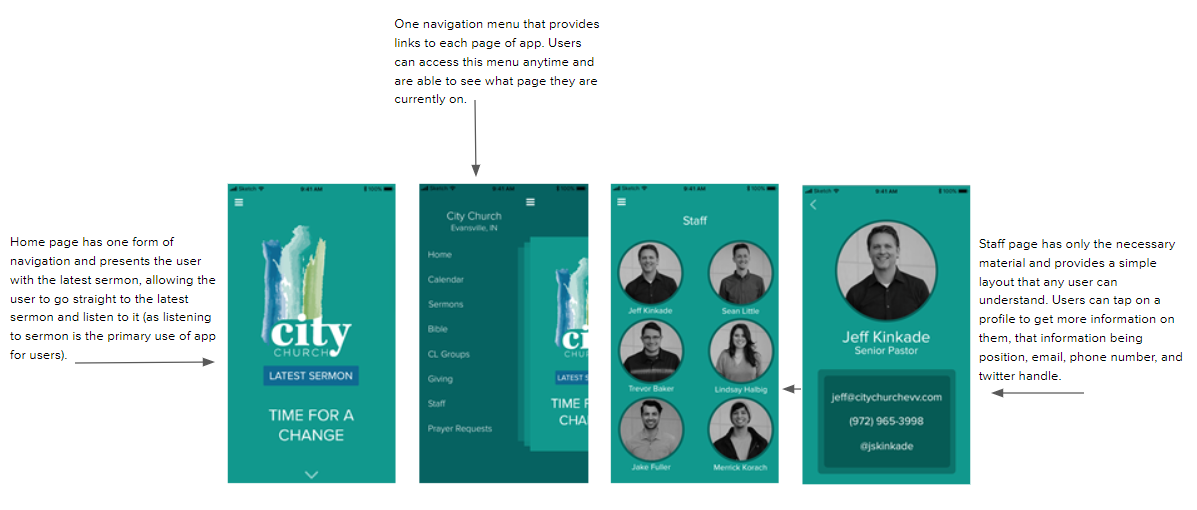 One navigation menu that provides
links to each page of app. Users
can access this menu anytime and
are able to see what page they are
currently on.
Home page has one form of
navigation and presents the user
with the latest sermon, allowing the
user to go straight to the latest
sermon and listen to it (as listening
to sermon is the primary use of app
for users).
Sketch 9:41 AM 100%
city
CHURCH
LATEST SERMON
TIME FOR A
CHANGE
Sketch 9:41 AM 100%
City Church
Evansville, IN
Home
Calendar
Sermons
Bible
CL Groups
Giving
Staff
Prayer Requests
ci
CHU
LATEST S
TIME F
CHA
Sketch 9:41 AM 100%
Staff
Jeff Kinkade
Sean Little
Trevor Baker
Lindsay Halbig
Jake Fuller
Merrick Korach
Sketch 9:41 AM 100%
Jeff Kinkade
Senior Pastor
jeff@citychurchevv.com
(972) 965-3998
@jskinkade
Staff page has only the necessary
material and provides a simple
layout that any user can
understand. Users can tap on a
profile to get more information on
them, that information being
position, email, phone number, and
twitter handle.